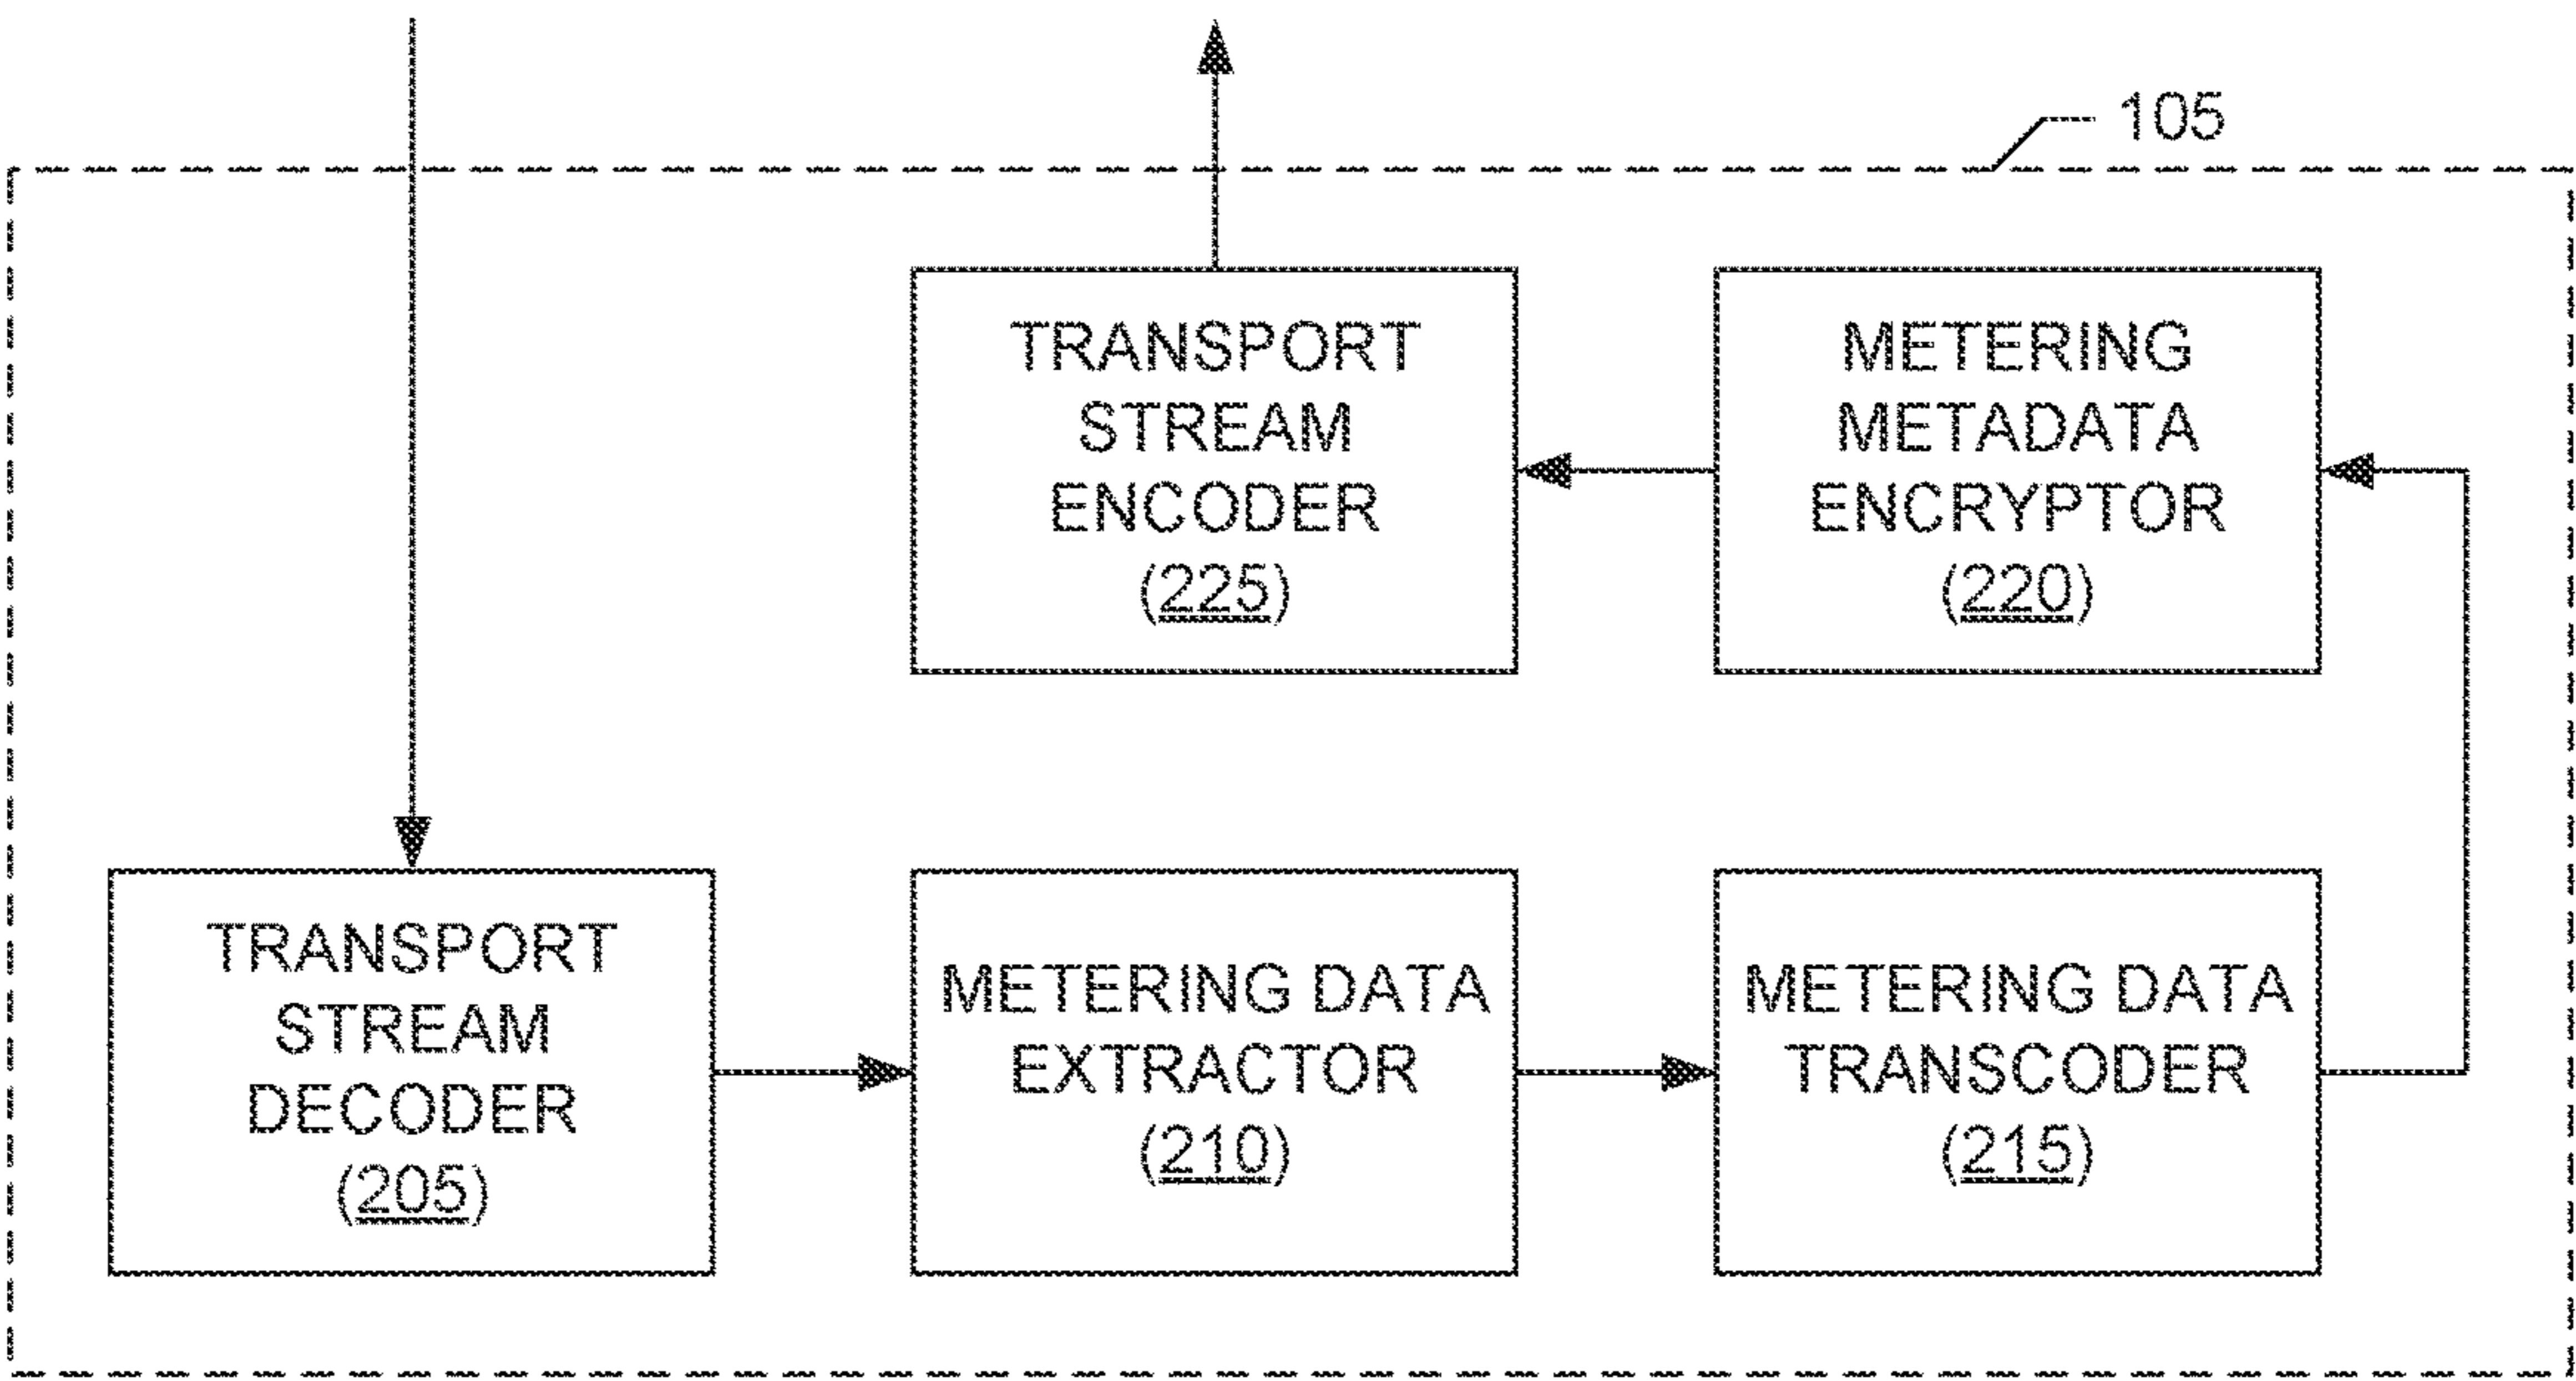 105
TRANSPORT
STREAM
ENCODER
(225)
METERING
METADATA
ENCRYPTOR
(220)
TRANSPORT
STREAM
DECODER
(205)
METERING DATA
EXTRACTOR
(210)
METERING DATA
TRANSCODER
(215)